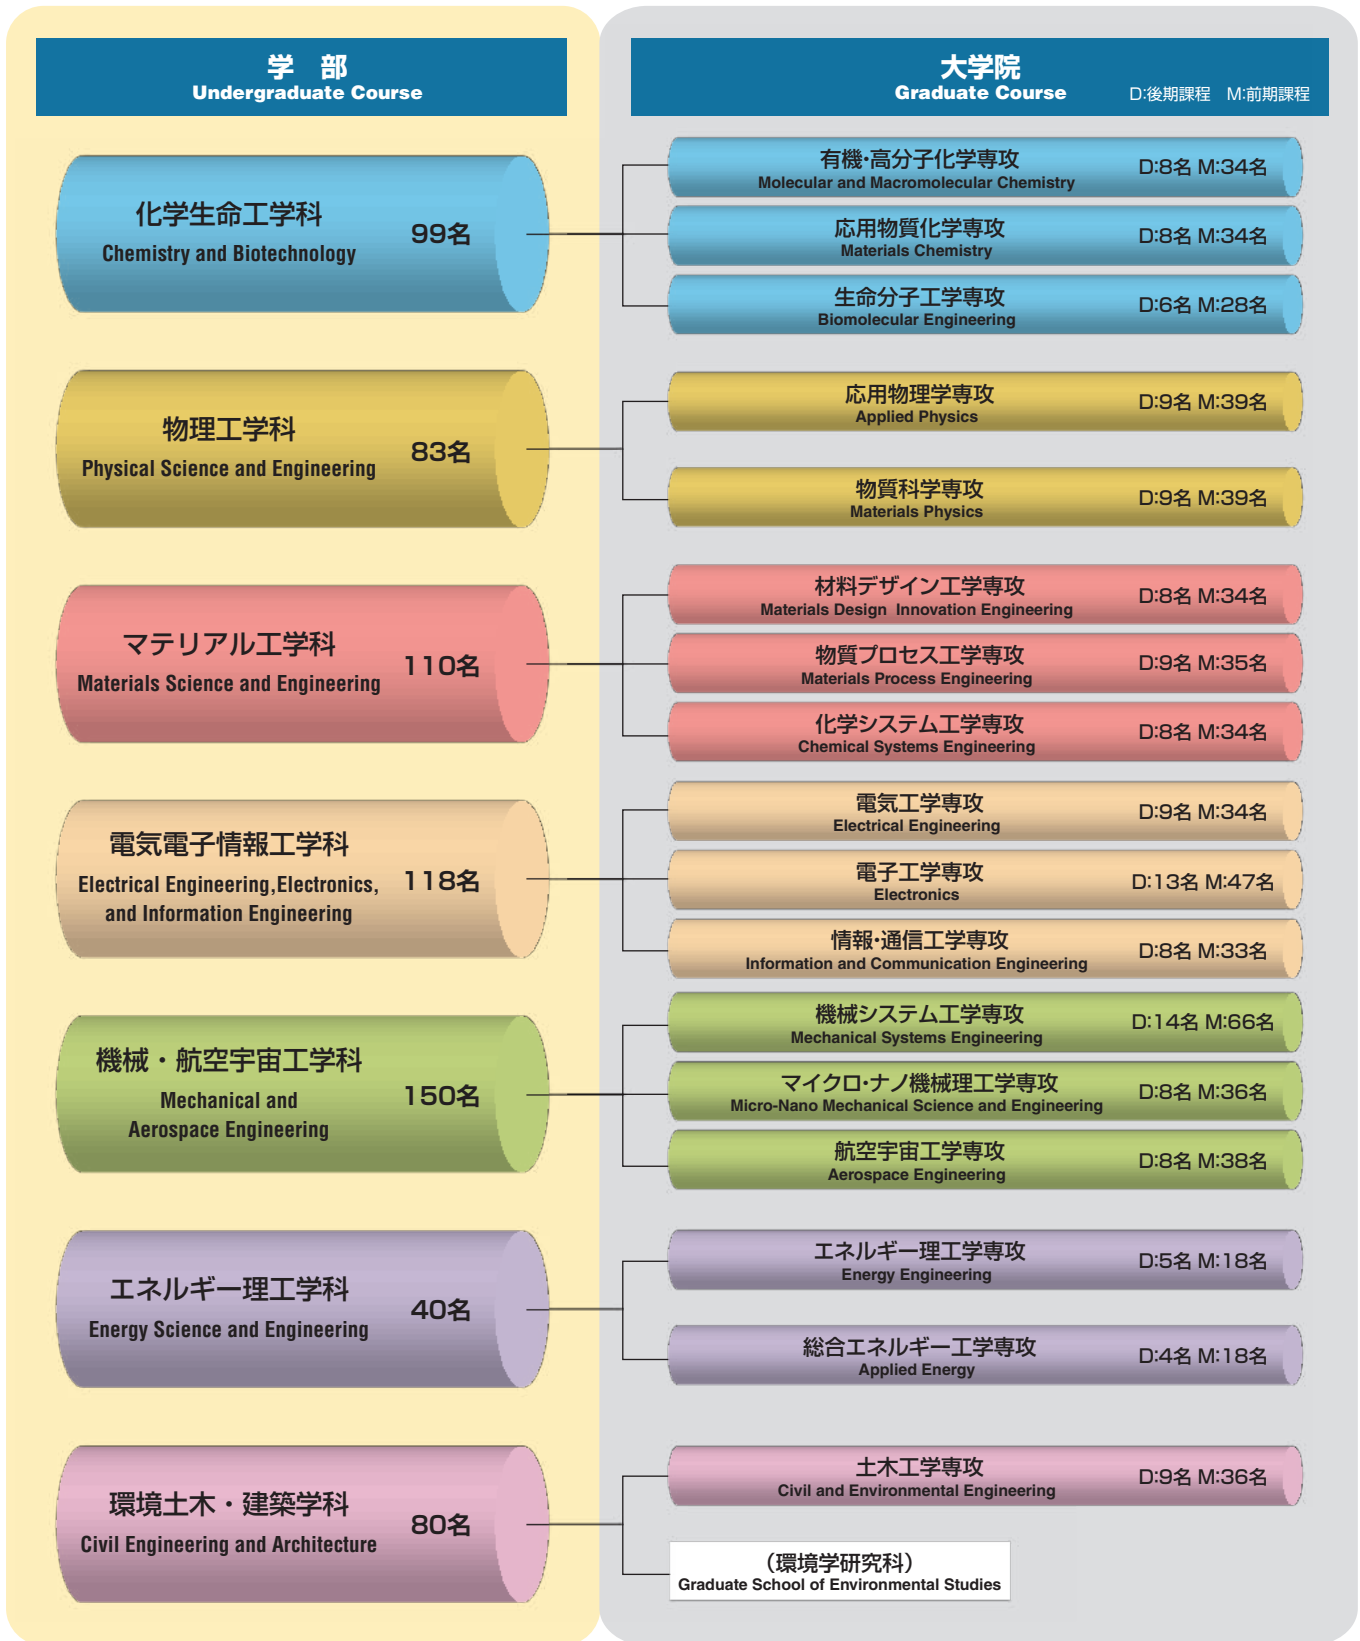 学 部
Undergraduate Course
大学院
Graduate Course
D:後期課程 M:前期課程
化学生命工学科
Chemistry and Biotechnology
99名
有機・高分子化学専攻
Molecular and Macromolecular Chemistry
D:8名 M:34名
応用物質化学専攻
Materials Chemistry
D:8名 M:34名
生命分子工学専攻
Biomolecular Engineering
D:6名 M:28名
物理工学科
Physical Science and Engineering
83名
応用物理学専攻
Applied Physics
D:9名 M:39名
物質科学専攻
Materials Physics
D:9名 M:39名
マテリアル工学科
Materials Science and Engineering
110名
材料デザイン工学専攻
Materials Design Innovation Engineering
D:8名 M:34名
物質プロセス工学専攻
Materials Process Engineering
D:9名 M:35名
化学システム工学専攻
Chemical Systems Engineering
D:8名 M:34名
電気電子情報工学科
Electrical Engineering,Electronics,
and Information Engineering
118名
電気工学専攻
Electrical Engineering
D:9名 M:34名
電子工学専攻
Electronics
D:13名 M:47名
情報・通信工学専攻
Information and Communication Engineering
D:8名 M:33名
機械・航空宇宙工学科
Mechanical and
Aerospace Engineering
150名
機械システム工学専攻
Mechanical Systems Engineering
D:14名 M:66名
マイクロ・ナノ機械理工学専攻
Micro-Nano Mechanical Science and Engineering
D:8名 M:36名
航空宇宙工学専攻
Aerospace Engineering
D:8名 M:38名
エネルギー理工学科
Energy Science and Engineering
40名
エネルギー理工学専攻
Energy Engineering
D:5名 M:18名
総合エネルギー工学専攻
Applied Energy
D:4名 M:18名
環境土木・建築学科
Civil Engineering and Architecture
80名
土木工学専攻
Civil and Environmental Engineering
D:9名 M:36名
（環境学研究科）
Graduate School of Environmental Studies